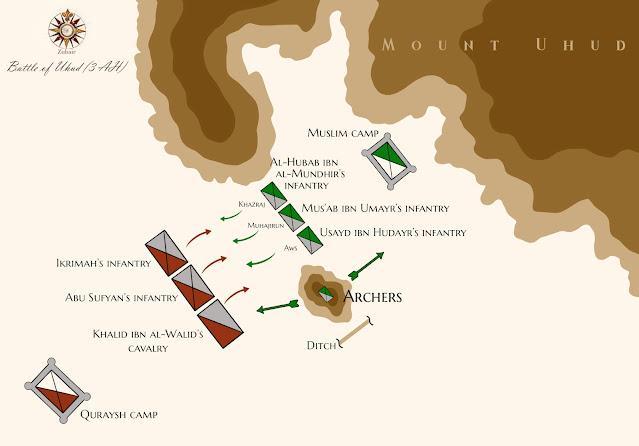 Zubair
Battle of Uhud (3 AH)
Mount Uhud
Muslim camp
Al-Hubab ibn
al-Mundhir's
infantry
Khazraj
Mus'ab ibn Umayr's infantry
Muhajirun
Usayd ibn Hudayr's infantry
Aws
Ikrimah's infantry
Abu Sufyan's infantry
Archers
Khalid ibn al-Walid's
cavalry
Ditch
Quraysh camp